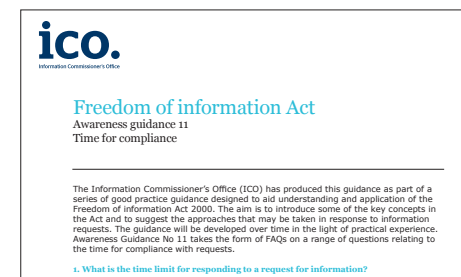 ico.
Information Commissioner's Office
Freedom of information Act
Awareness guidance 11
Time for compliance
The Information Commissioner's Office (ICO) has produced this guidance as part of a
series of good practice guidance designed to aid understanding and application of the
Freedom of information Act 2000. The aim is to introduce some of the key concepts in
the Act and to suggest the approaches that may be taken in response to information
requests. The guidance will be developed over time in the light of practical experience.
Awareness Guidance No 11 takes the form of FAQs on a range of questions relating to
the time for compliance with requests.
1. What is the time limit for responding to a request for information?